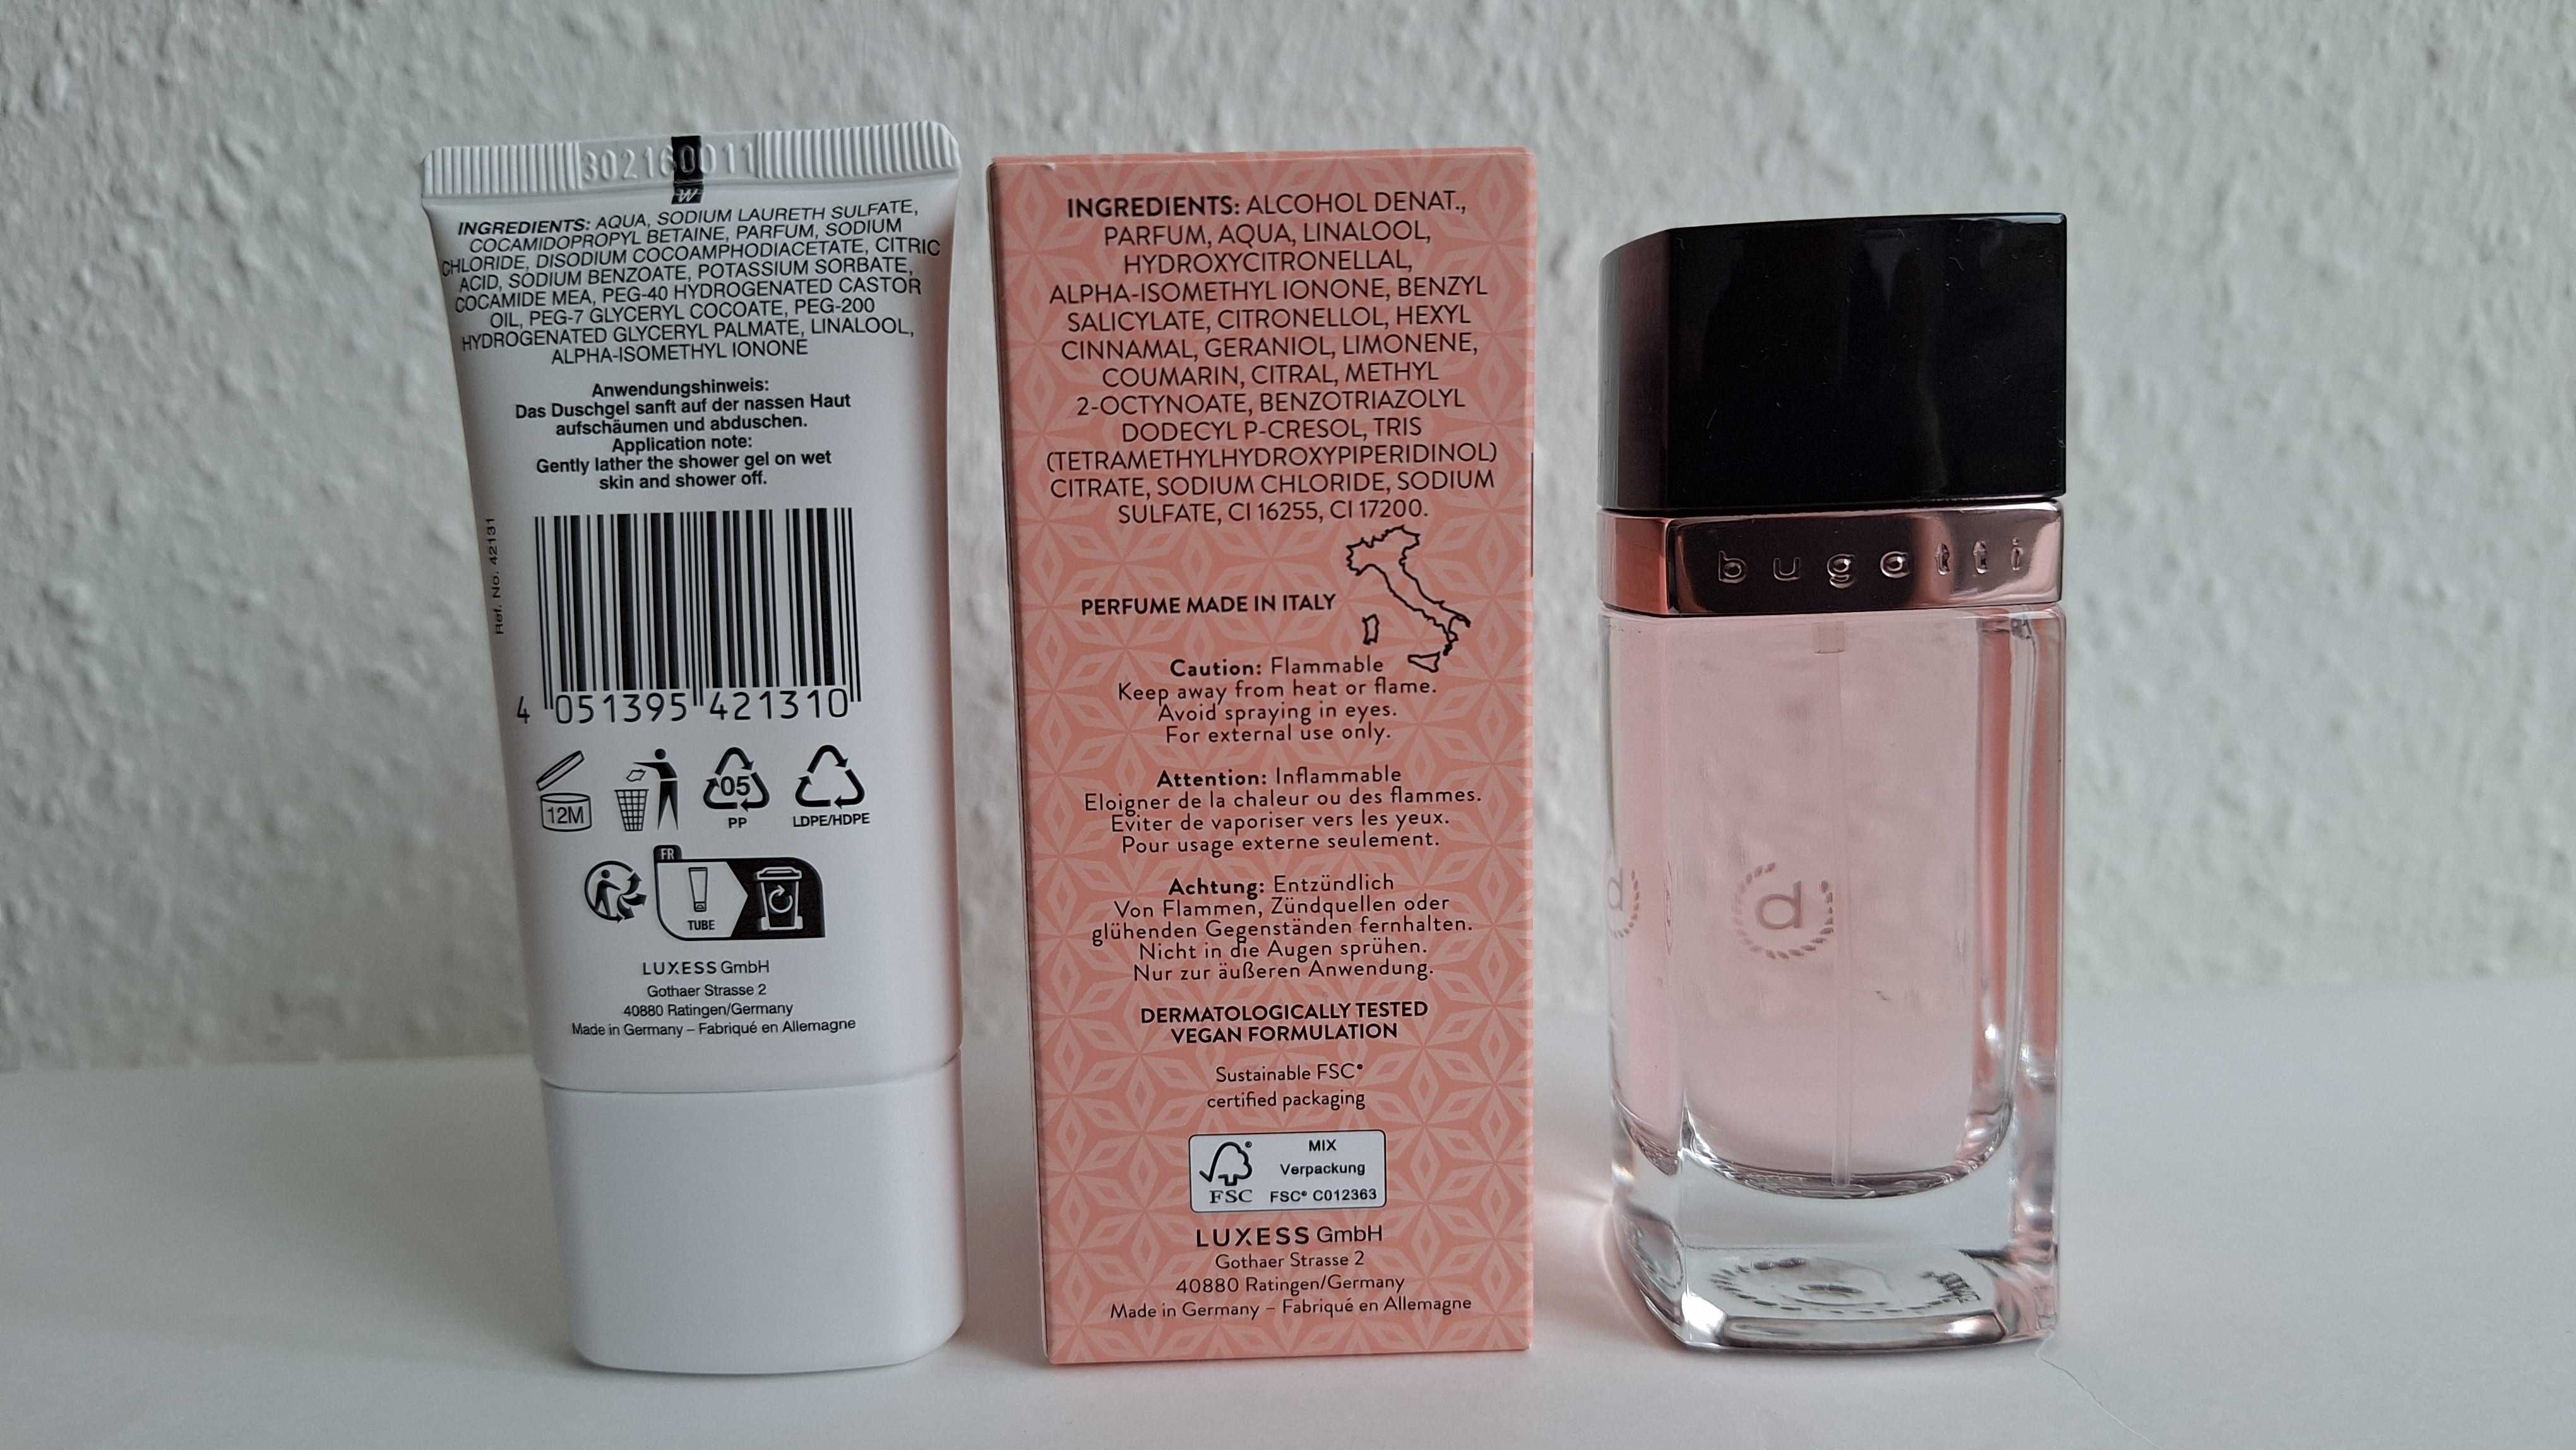 302160011
W
INGREDIENTS: AQUA, SODIUM LAURETH SULFATE,
COCAMIDOPROPYL BETAINE, PARFUM, SODIUM
CHLORIDE, DISODIUM COCOAMPHODIACETATE, CITRIC
ACID, SODIUM BENZOATE, POTASSIUM SORBATE,
COCAMIDE MEA, PEG-40 HYDROGENATED CASTOR
OIL, PEG-7 GLYCERYL COCOATE, PEG-200
HYDROGENATED GLYCERYL PALMATE, LINALOOL,
ALPHA-ISOMETHYL IONONE
Anwendungshinweis:
Das Duschgel sanft auf der nassen Haut
aufschäumen und abduschen.
Application note:
Gently lather the shower gel on wet
skin and shower off.
Ref. No. 42131
4 051395 421310
12M
05
PP
LDPE/HDPE
FR
TUBE
LUXESS GmbH
Gothaer Strasse 2
40880 Ratingen/Germany
Made in Germany – Fabriqué en Allemagne
INGREDIENTS: ALCOHOL DENAT.,
PARFUM, AQUA, LINALOOL,
HYDROXYCITRONELLAL,
ALPHA-ISOMETHYL IONONE, BENZYL
SALICYLATE, CITRONELLOL, HEXYL
CINNAMAL, GERANIOL, LIMONENE,
COUMARIN, CITRAL, METHYL
2-OCTYNOATE, BENZOTRIAZOLYL
DODECYL P-CRESOL, TRIS
(TETRAMETHYLHYDROXYPIPERIDINOL)
CITRATE, SODIUM CHLORIDE, SODIUM
SULFATE, CI 16255, CI 17200.
PERFUME MADE IN ITALY
Caution: Flammable
Keep away from heat or flame.
Avoid spraying in eyes.
For external use only.
Attention: Inflammable
Eloigner de la chaleur ou des flammes.
Eviter de vaporiser vers les yeux.
Pour usage externe seulement.
Achtung: Entzündlich
Von Flammen, Zündquellen oder
glühenden Gegenständen fernhalten.
Nicht in die Augen sprühen.
Nur zur äußeren Anwendung.
DERMATOLOGICALLY TESTED
VEGAN FORMULATION
Sustainable FSC®
certified packaging
FSC®
MIX
Verpackung
FSC® C012363
LUXESS GmbH
Gothaer Strasse 2
40880 Ratingen/Germany
Made in Germany – Fabriqué en Allemagne
bugatti